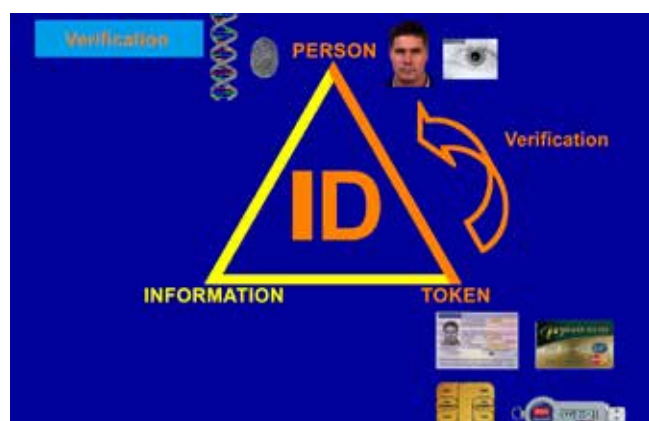 Verification
PERSON
Verification
ID
INFORMATION
TOKEN